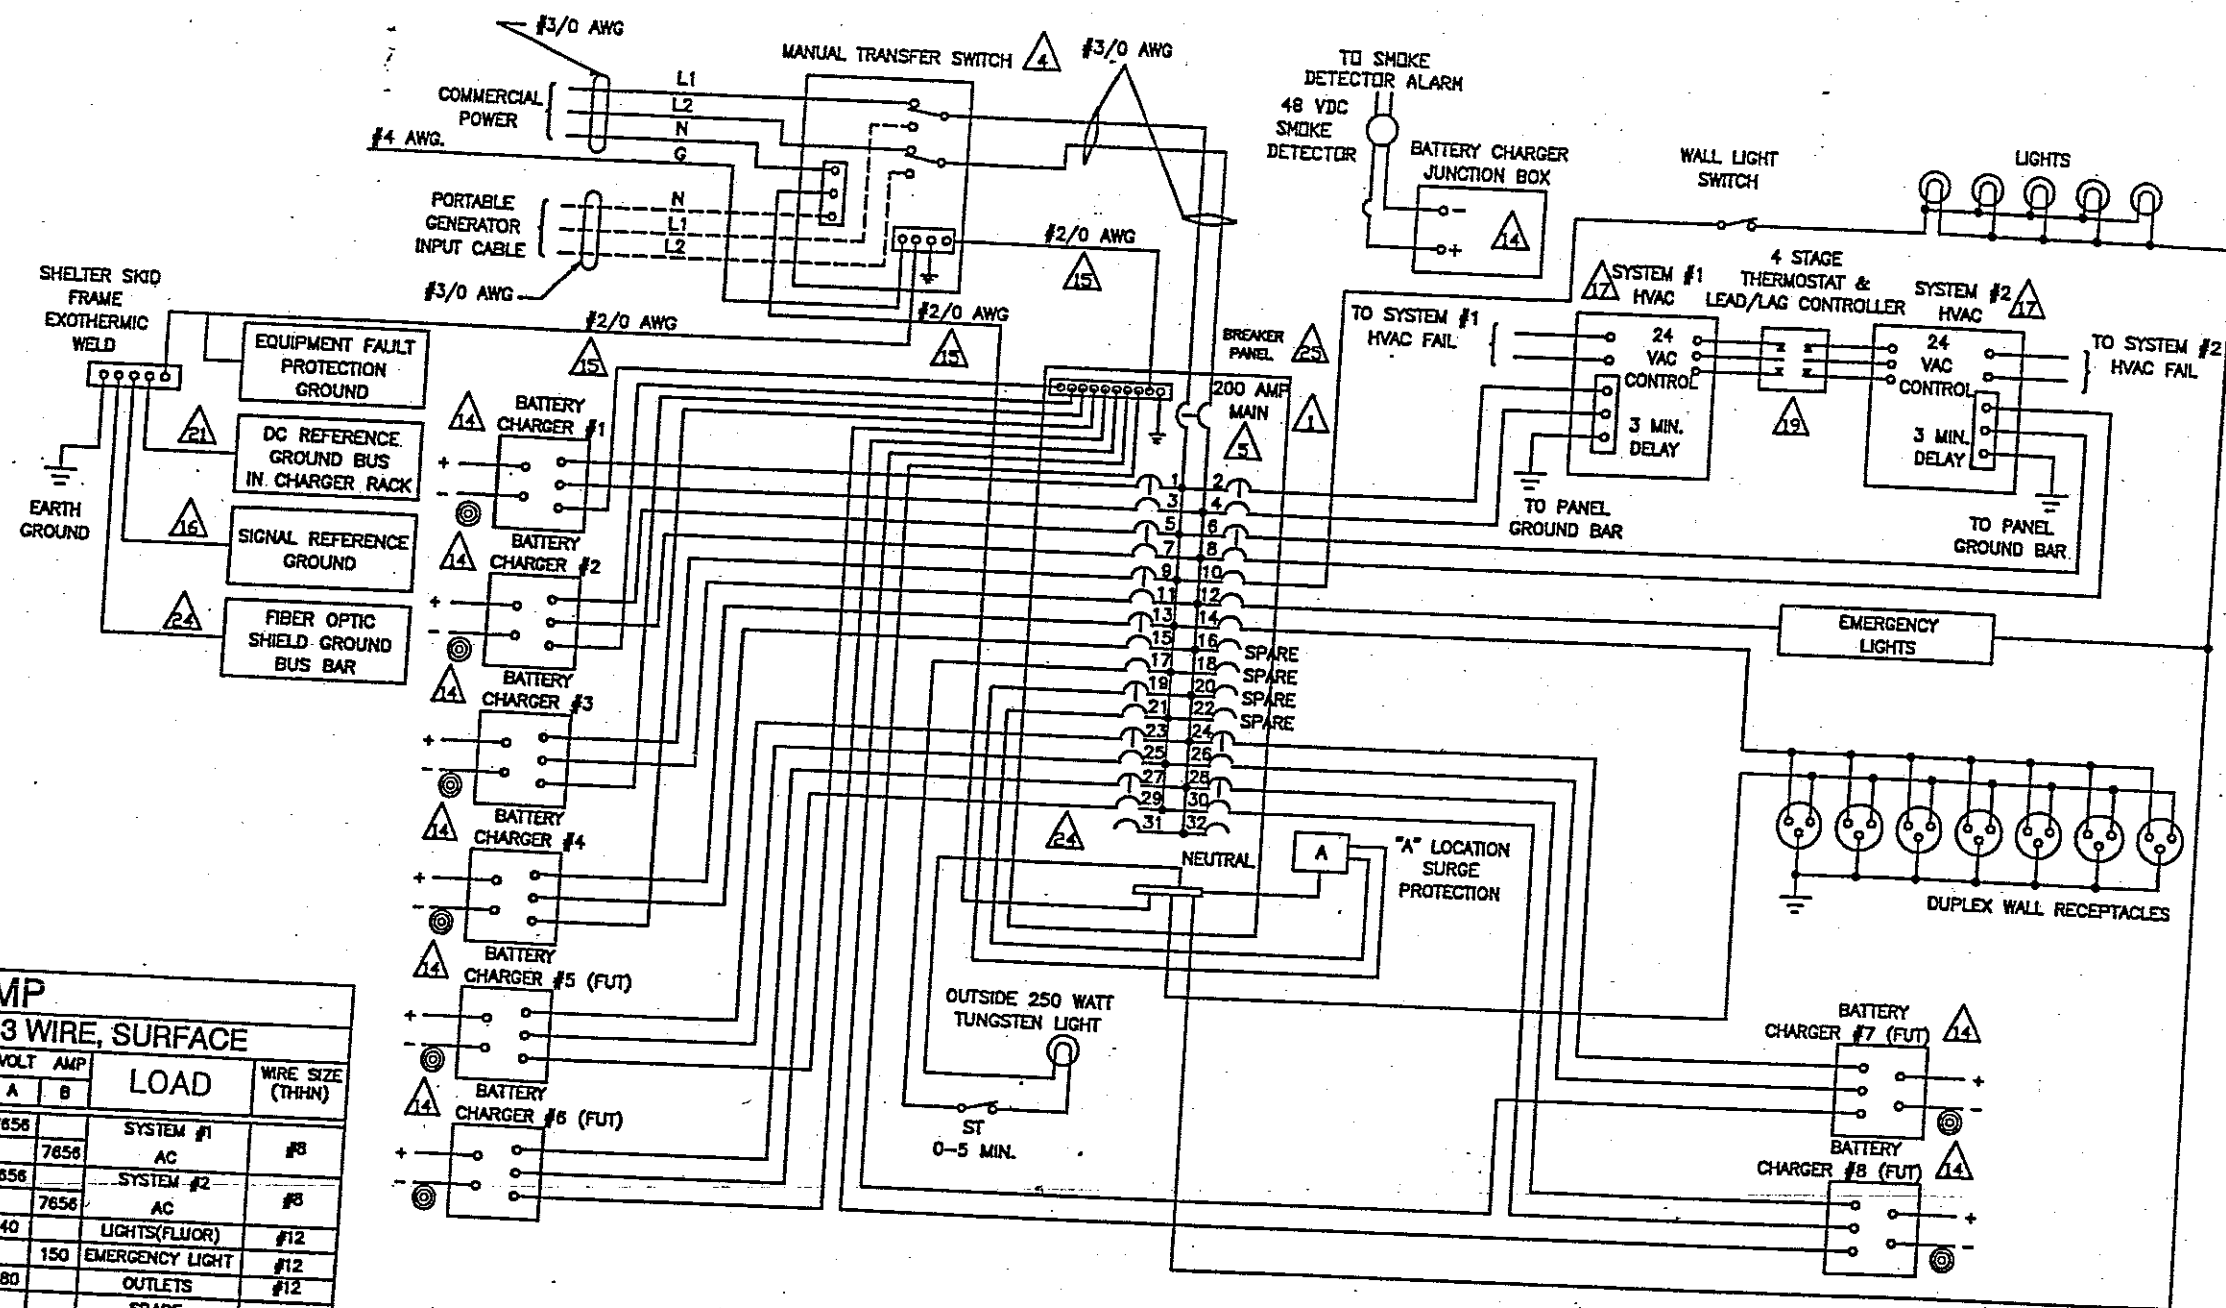 #3/0 AWG
MANUAL TRANSFER SWITCH
4
#3/0 AWG
COMMERCIAL
POWER
L1
L2
N
G
#4 AWG.
PORTABLE
GENERATOR
INPUT CABLE
N
L1
L2
#3/0 AWG
#2/0 AWG
15
TO SMOKE
DETECTOR ALARM
48 VDC
SMOKE
DETECTOR
BATTERY CHARGER
JUNCTION BOX
-
+
14
WALL LIGHT
SWITCH
LIGHTS
SHELTER SKID
FRAME
EXOTHERMIC
WELD
#2/0 AWG
15
#2/0 AWG
15
EQUIPMENT FAULT
PROTECTION
GROUND
21
DC REFERENCE
GROUND BUS
IN CHARGER RACK
16
SIGNAL REFERENCE
GROUND
24
FIBER OPTIC
SHIELD GROUND
BUS BAR
EARTH
GROUND
BREAKER
PANEL
25
200 AMP
MAIN
5
1
17
SYSTEM #1
HVAC
4 STAGE
THERMOSTAT &
LEAD/LAG CONTROLLER
SYSTEM #2
HVAC
17
TO SYSTEM #1
HVAC FAIL
24
VAC
CONTROL
3 MIN.
DELAY
19
24
VAC
CONTROL
3 MIN.
DELAY
TO SYSTEM #2
HVAC FAIL
TO PANEL
GROUND BAR
TO PANEL
GROUND BAR
14
BATTERY
CHARGER #1
+
-
14
BATTERY
CHARGER #2
+
-
14
BATTERY
CHARGER #3
+
-
14
BATTERY
CHARGER #4
+
-
14
BATTERY
CHARGER #5 (FUT)
+
-
14
BATTERY
CHARGER #6 (FUT)
+
-
1 2
3 4
5 6
7 8
9 10
11 12
13 14
15 16 SPARE
17 18 SPARE
19 20 SPARE
21 22 SPARE
23 24
25 26
27 28
29 30
31 32
24
NEUTRAL
A
"A" LOCATION
SURGE
PROTECTION
EMERGENCY
LIGHTS
DUPLEX WALL RECEPTACLES
OUTSIDE 250 WATT
TUNGSTEN LIGHT
ST
0-5 MIN.
BATTERY
CHARGER #7 (FUT)
14
+
-
BATTERY
CHARGER #8 (FUT)
14
+
-
MP
3 WIRE, SURFACE
VOLT AMP LOAD WIRE SIZE
(THHN)
A B
7656 SYSTEM #1 #8
7656 AC
656 SYSTEM #2 #8
7656 AC
40 LIGHTS(FLUOR) #12
150 EMERGENCY LIGHT #12
80 OUTLETS #12
SPARE